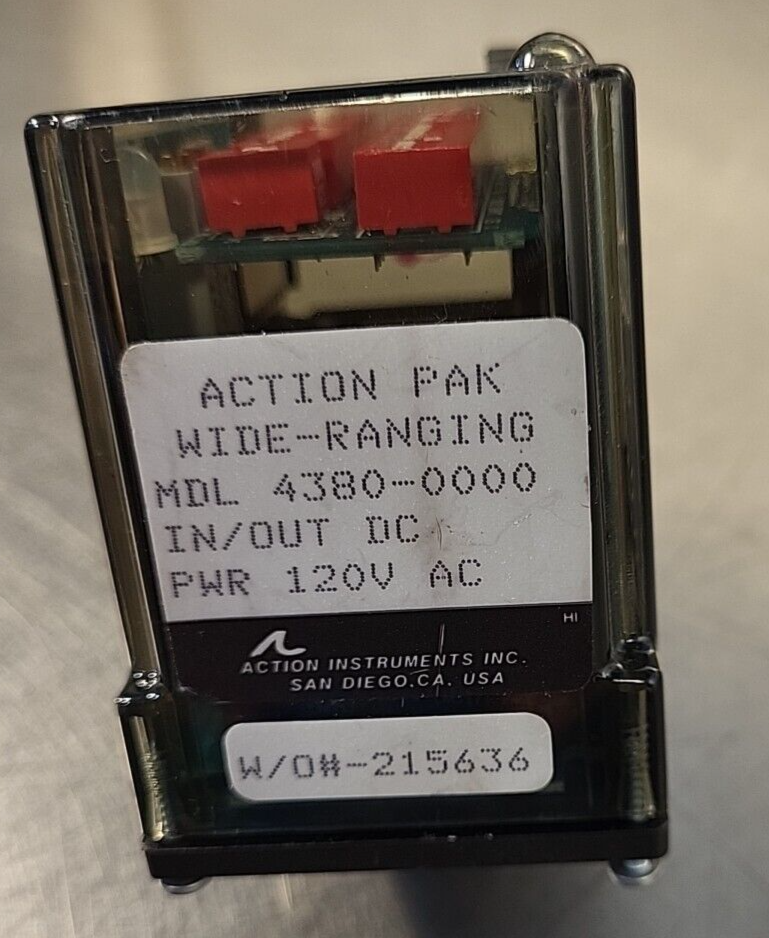 ACTION PAK
WIDE-RANGING
MDL 4380-0000
IN/OUT DC
PWR 120V AC
HI
ACTION INSTRUMENTS INC.
SAN DIEGO,CA. USA
W/O#-215636